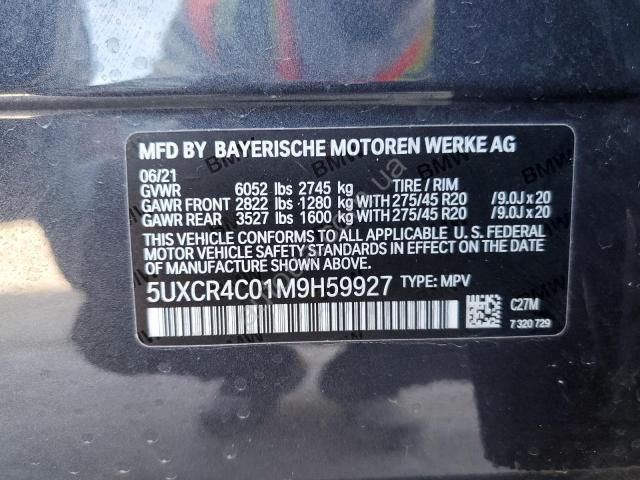 MFD BY BAYERISCHE MOTOREN WERKE AG
06/21
GVWR 6052 lbs 2745 kg TIRE / RIM
GAWR FRONT 2822 lbs 1280 kg WITH 275/45 R20 /9.0J x 20
GAWR REAR 3527 lbs 1600 kg WITH 275/45 R20 /9.0J x 20
THIS VEHICLE CONFORMS TO ALL APPLICABLE U. S. FEDERAL
MOTOR VEHICLE SAFETY STANDARDS IN EFFECT ON THE DATE OF
MANUFACTURE SHOWN ABOVE.
5UXCR4C01M9H59927 TYPE: MPV
C27M
7 320 729